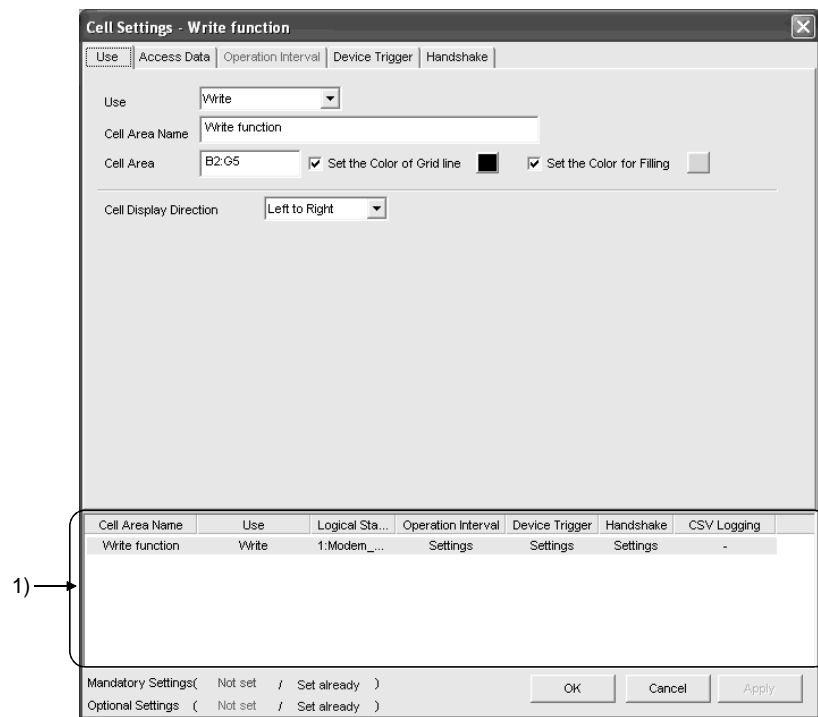 Cell Settings - Write function
Use Access Data Operation Interval Device Trigger Handshake
Use Write
Cell Area Name Write function
Cell Area B2:G5 Set the Color of Grid line Set the Color for Filling
Cell Display Direction Left to Right
Cell Area Name Use Logical Sta... Operation Interval Device Trigger Handshake CSV Logging
Write function Write 1:Modem_... Settings Settings Settings -
1)
Mandatory Settings( Not set / Set already ) OK Cancel Apply
Optional Settings ( Not set / Set already )